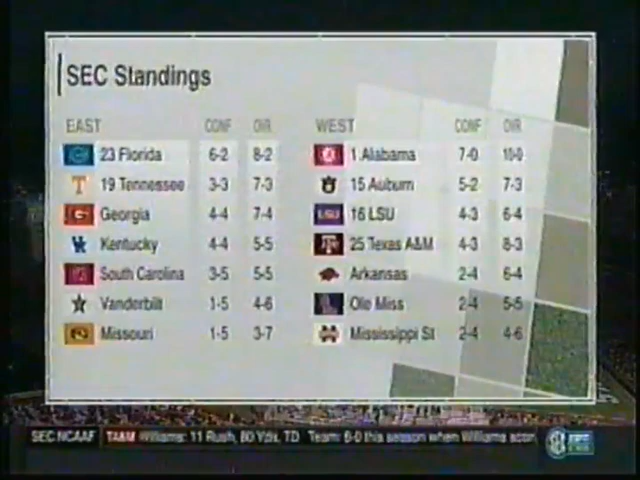 SEC Standings
EAST CONF OVR WEST CONF OVR
23 Florida 6-2 8-2 1 Alabama 7-0 10-0
19 Tennessee 3-3 7-3 15 Auburn 5-2 7-3
Georgia 4-4 7-4 16 LSU 4-3 6-4
Kentucky 4-4 5-5 25 Texas A&M 4-3 8-3
South Carolina 3-5 5-5 Arkansas 2-4 6-4
Vanderbilt 1-5 4-6 Ole Miss 2-4 5-5
Missouri 1-5 3-7 Mississippi St 2-4 4-6
SEC NCAAF TAMM Williams: 11 Rush, 80 Yds, TD Team: 6-0 this season when Williams